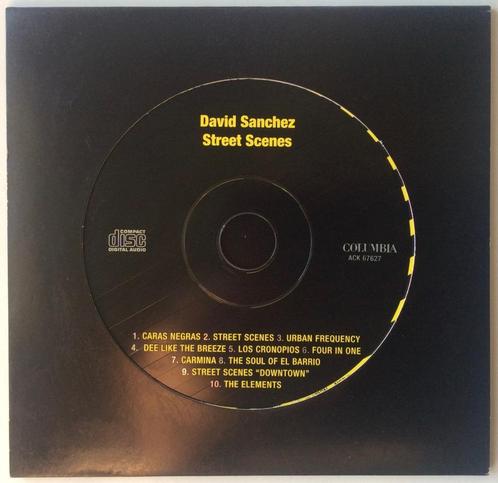 David Sanchez
Street Scenes
COMPACT
disc
DIGITAL AUDIO
COLUMBIA
ACK 67627
1. CARAS NEGRAS 2. STREET SCENES 3. URBAN FREQUENCY
4. DEE LIKE THE BREEZE 5. LOS CRONOPIOS 6. FOUR IN ONE
7. CARMINA 8. THE SOUL OF EL BARRIO
9. STREET SCENES “DOWNTOWN”
10. THE ELEMENTS